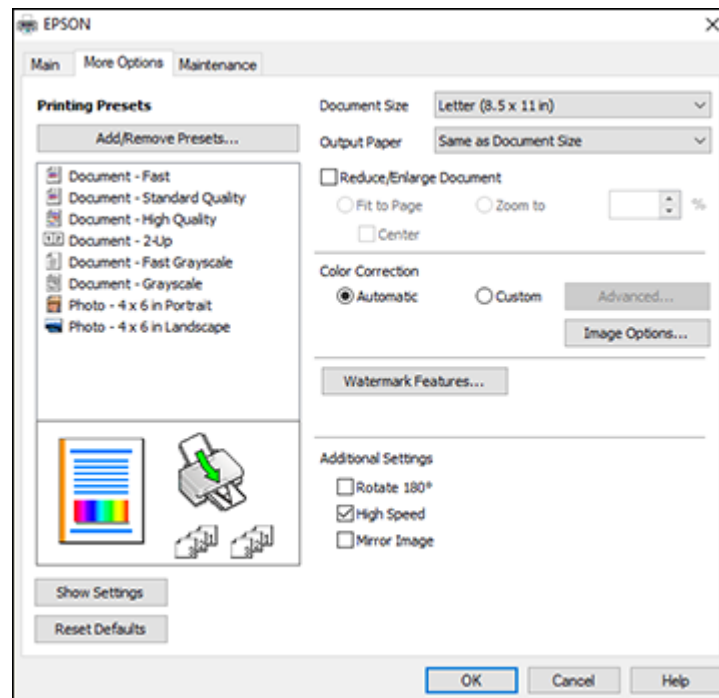 EPSON
Main More Options Maintenance
Printing Presets
Add/Remove Presets...
Document - Fast
Document - Standard Quality
Document - High Quality
Document - 2-Up
Document - Fast Grayscale
Document - Grayscale
Photo - 4 x 6 in Portrait
Photo - 4 x 6 in Landscape
Show Settings
Reset Defaults
Document Size Letter (8.5 x 11 in)
Output Paper Same as Document Size
Reduce/Enlarge Document
Fit to Page Zoom to %
Center
Color Correction
Automatic Custom Advanced...
Image Options...
Watermark Features...
Additional Settings
Rotate 180°
High Speed
Mirror Image
OK Cancel Help